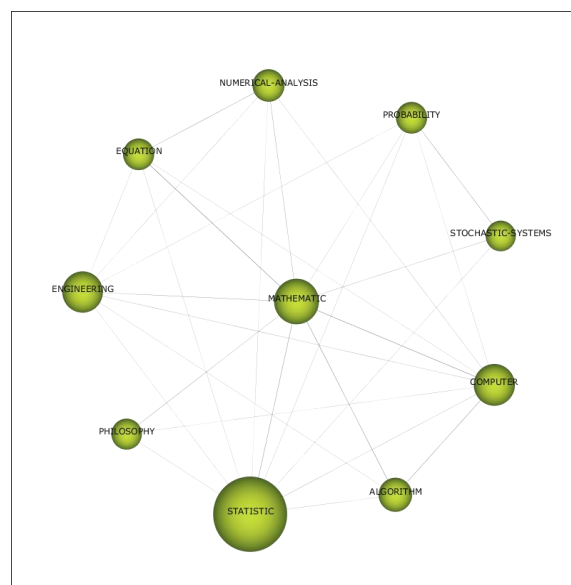 NUMERICAL-ANALYSIS
PROBABILITY
EQUATION
STOCHASTIC-SYSTEMS
ENGINEERING
MATHEMATIC
COMPUTER
PHILOSOPHY
ALGORITHM
STATISTIC